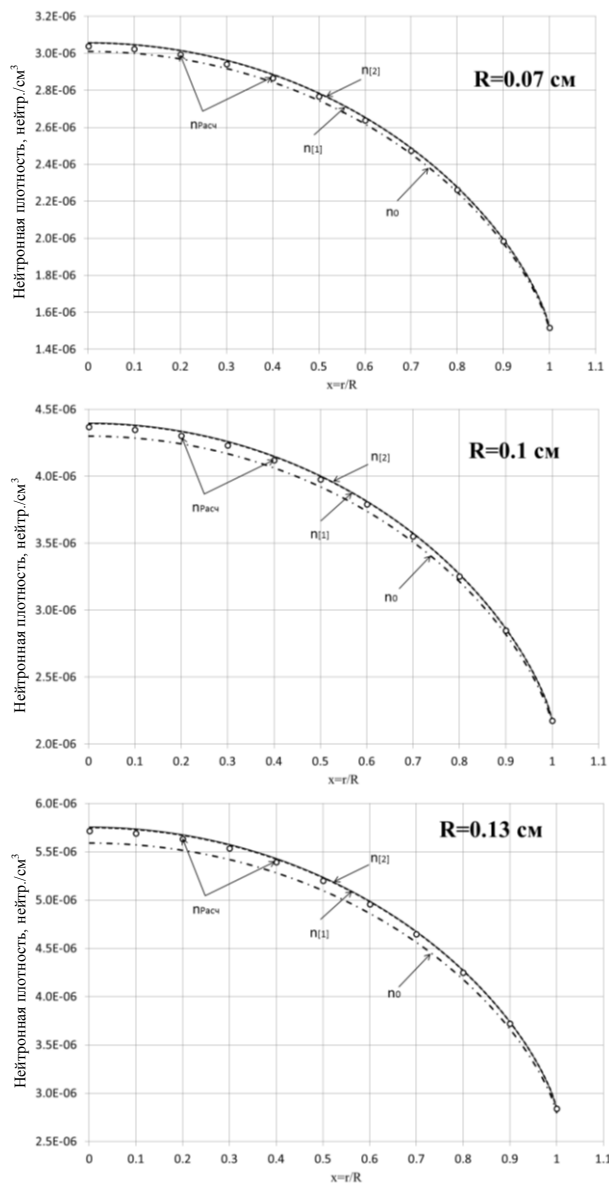 3.2E-06
3.0E-06
2.8E-06
2.6E-06
2.4E-06
2.2E-06
2.0E-06
1.8E-06
1.6E-06
1.4E-06
Нейтронная плотность, нейтр./см³
R=0.07 см
n[2]
nРасч
n[1]
n0
0 0.1 0.2 0.3 0.4 0.5 0.6 0.7 0.8 0.9 1 1.1
x=r/R
4.5E-06
4.0E-06
3.5E-06
3.0E-06
2.5E-06
2.0E-06
Нейтронная плотность, нейтр./см³
R=0.1 см
n[2]
nРасч
n[1]
n0
0 0.1 0.2 0.3 0.4 0.5 0.6 0.7 0.8 0.9 1 1.1
x=r/R
6.0E-06
5.5E-06
5.0E-06
4.5E-06
4.0E-06
3.5E-06
3.0E-06
2.5E-06
Нейтронная плотность, нейтр./см³
R=0.13 см
n[2]
nРасч
n[1]
n0
0 0.1 0.2 0.3 0.4 0.5 0.6 0.7 0.8 0.9 1 1.1
x=r/R